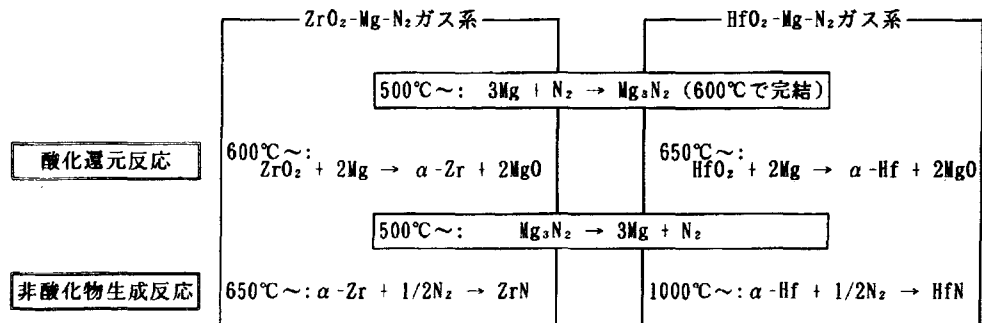 ZrO₂-Mg-N₂ガス系 HfO₂-Mg-N₂ガス系
500℃～: 3Mg + N₂ → Mg₃N₂ (600℃で完結)
酸化還元反応
600℃～:
ZrO₂ + 2Mg → α-Zr + 2MgO
650℃～:
HfO₂ + 2Mg → α-Hf + 2MgO
500℃～: Mg₃N₂ → 3Mg + N₂
非酸化物生成反応 650℃～: α-Zr + 1/2N₂ → ZrN 1000℃～: α-Hf + 1/2N₂ → HfN